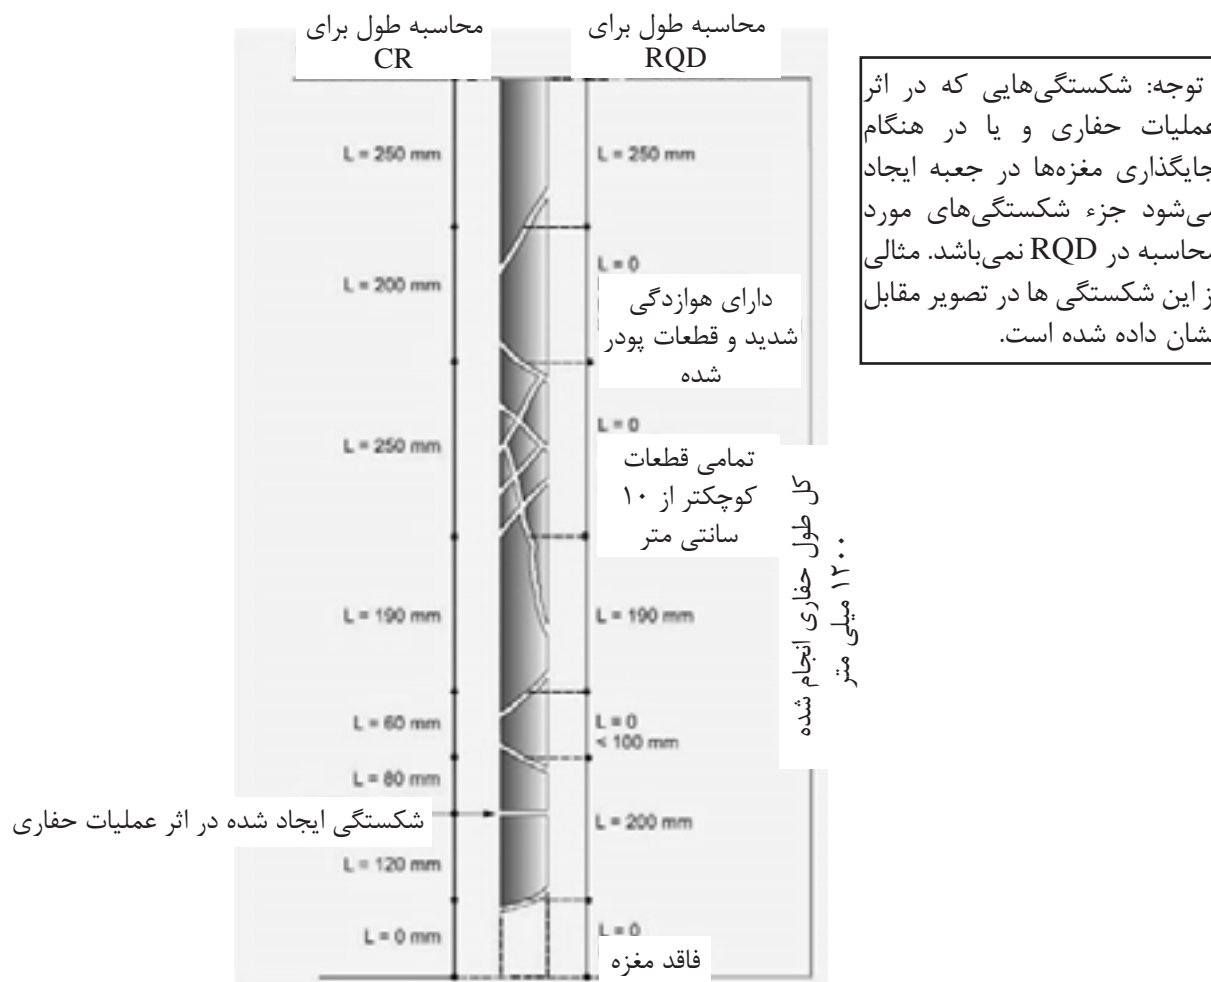 محاسبه طول برای
CR
محاسبه طول برای
RQD
توجه: شکستگی‌هایی که در اثر
عملیات حفاری و یا در هنگام
جایگذاری مغزه‌ها در جعبه ایجاد
می‌شود جزء شکستگی‌های مورد
محاسبه در RQD نمی‌باشد. مثالی
از این شکستگی ها در تصویر مقابل
نشان داده شده است.
L = 250 mm
L = 250 mm
L = 0
L = 200 mm
دارای هوازدگی
شدید و قطعات پودر
شده
L = 0
L = 250 mm
تمامی قطعات
کوچکتر از ۱۰
سانتی متر
کل طول حفاری انجام شده
۱۲۰۰ میلی متر
L = 190 mm
L = 190 mm
L = 60 mm
L = 0
< 100 mm
L = 80 mm
شکستگی ایجاد شده در اثر عملیات حفاری
L = 200 mm
L = 120 mm
L = 0 mm
L = 0
فاقد مغزه